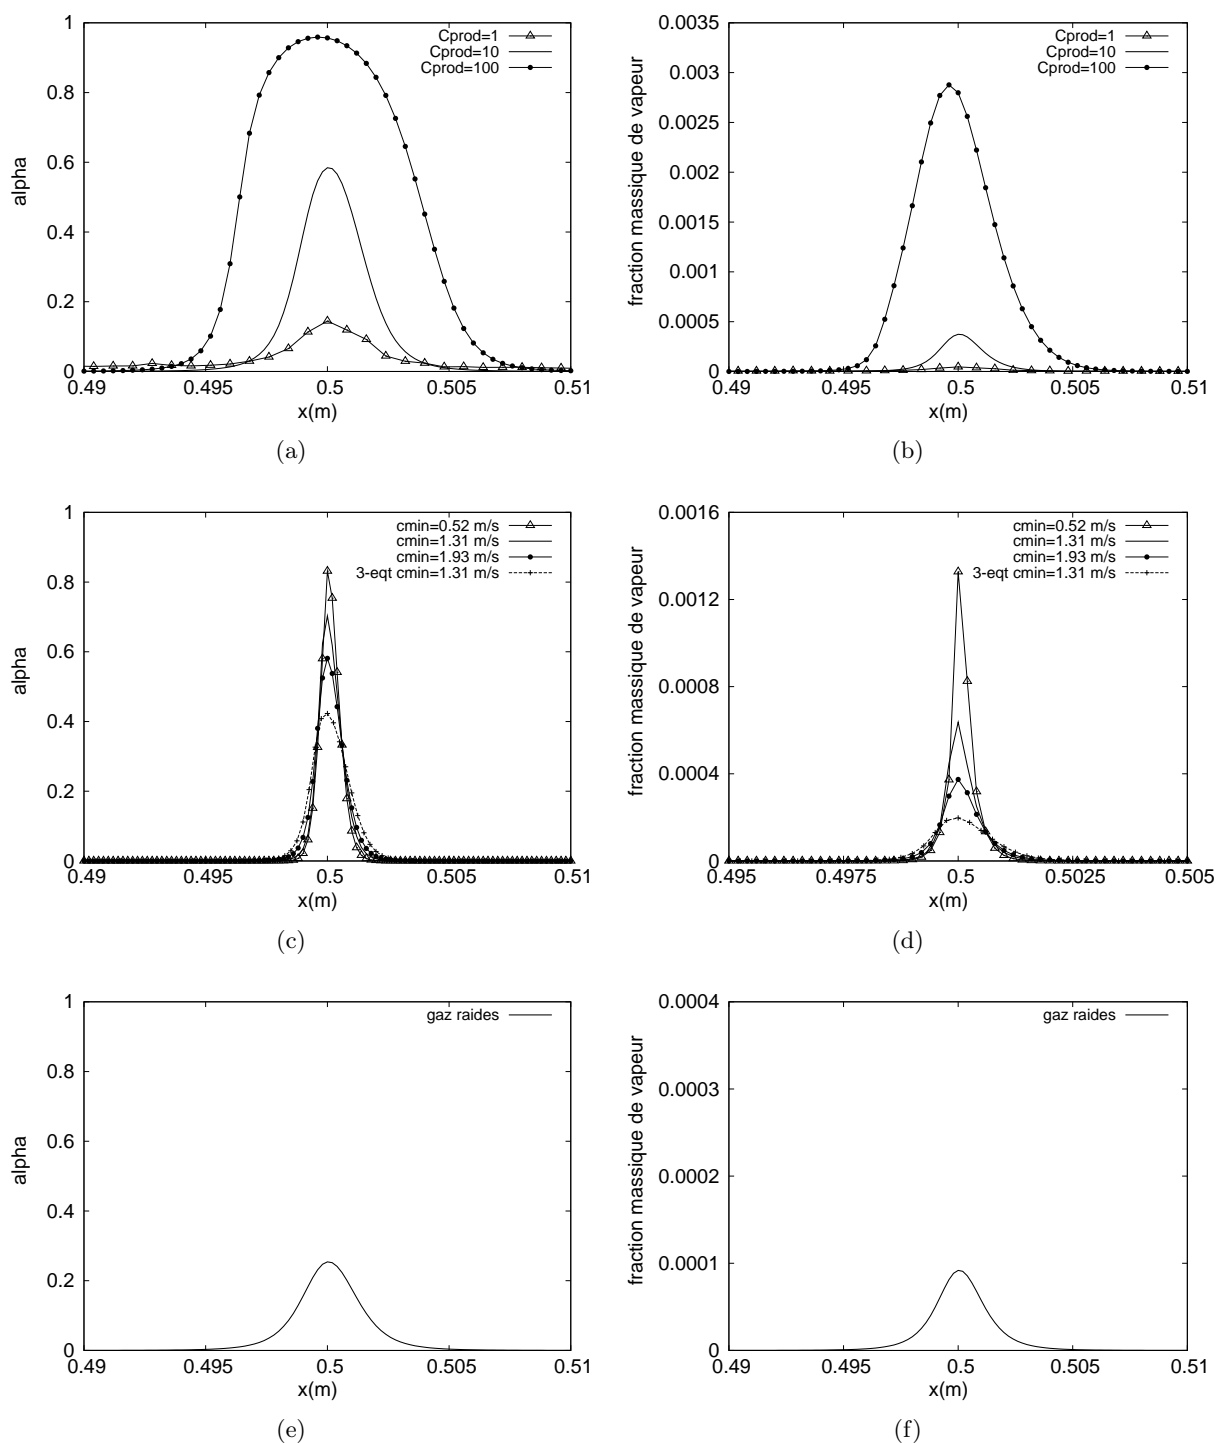 1
0.8
0.6
0.4
0.2
0
alpha
0.49
0.495
0.5
0.505
0.51
x(m)
Cprod=1
Cprod=10
Cprod=100
(a)
0.0035
0.003
0.0025
0.002
0.0015
0.001
0.0005
0
fraction massique de vapeur
0.49
0.495
0.5
0.505
0.51
x(m)
Cprod=1
Cprod=10
Cprod=100
(b)
1
0.8
0.6
0.4
0.2
0
alpha
0.49
0.495
0.5
0.505
0.51
x(m)
cmin=0.52 m/s
cmin=1.31 m/s
cmin=1.93 m/s
3-eqt cmin=1.31 m/s
(c)
0.0016
0.0012
0.0008
0.0004
0
fraction massique de vapeur
0.495
0.4975
0.5
0.5025
0.505
x(m)
cmin=0.52 m/s
cmin=1.31 m/s
cmin=1.93 m/s
3-eqt cmin=1.31 m/s
(d)
1
0.8
0.6
0.4
0.2
0
alpha
0.49
0.495
0.5
0.505
0.51
x(m)
gaz raides
(e)
0.0004
0.0003
0.0002
0.0001
0
fraction massique de vapeur
0.49
0.495
0.5
0.505
0.51
x(m)
gaz raides
(f)